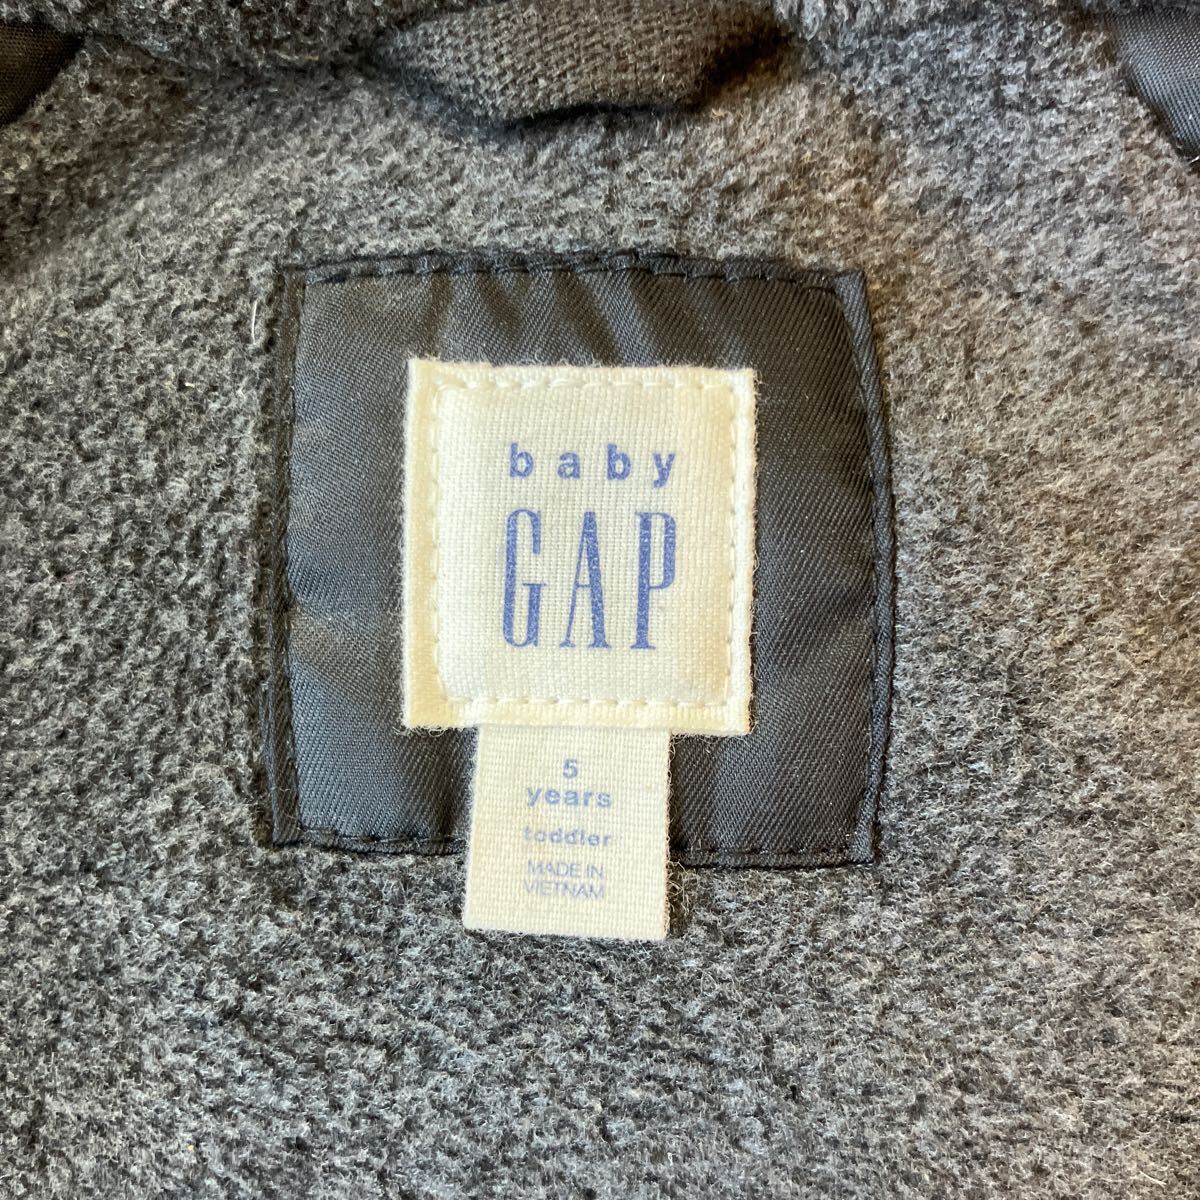 baby
GAP
5
years
toddler
MADE IN
VIETNAM